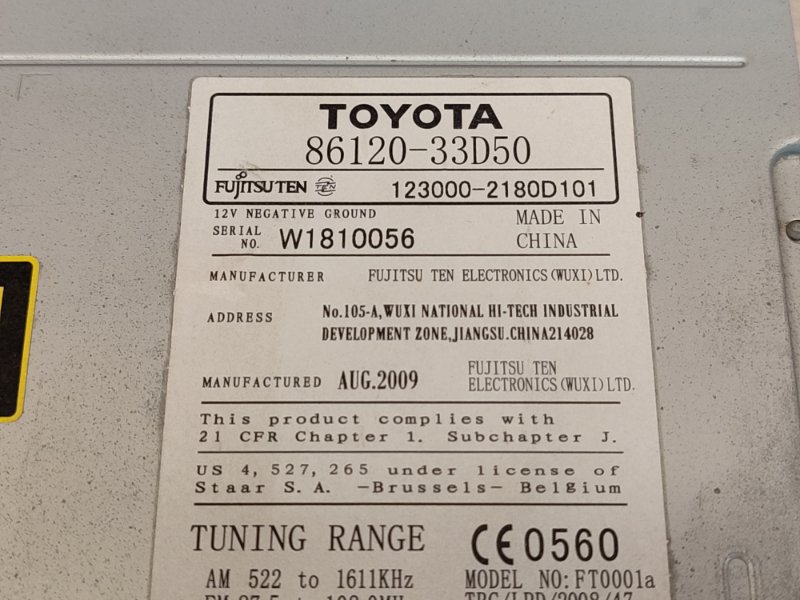 TOYOTA
86120-33D50
FUJITSU TEN TEN 123000-2180D101
12V NEGATIVE GROUND
SERIAL NO. W1810056
MADE IN CHINA
MANUFACTURER FUJITSU TEN ELECTRONICS (WUXI) LTD.
ADDRESS No.105-A, WUXI NATIONAL HI-TECH INDUSTRIAL
DEVELOPMENT ZONE, JIANGSU. CHINA214028
MANUFACTURED AUG.2009 FUJITSU TEN
ELECTRONICS (WUXI) LTD.
This product complies with
21 CFR Chapter 1. Subchapter J.
US 4, 527, 265 under license of
Staar S. A. -Brussels- Belgium
TUNING RANGE CE0560
AM 522 to 1611KHz MODEL NO:FT0001a